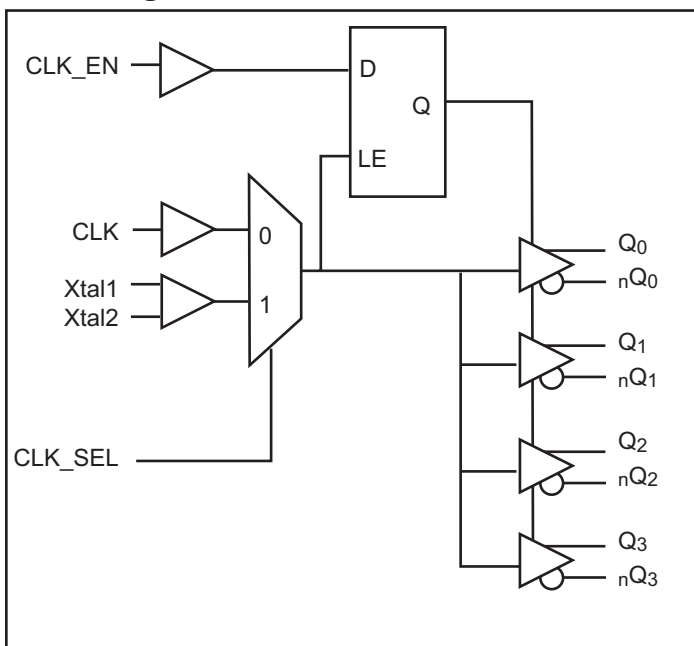 CLK_EN
D
Q
LE
CLK
0
Q0
nQ0
Xtal1
1
Xtal2
Q1
nQ1
CLK_SEL
Q2
nQ2
Q3
nQ3